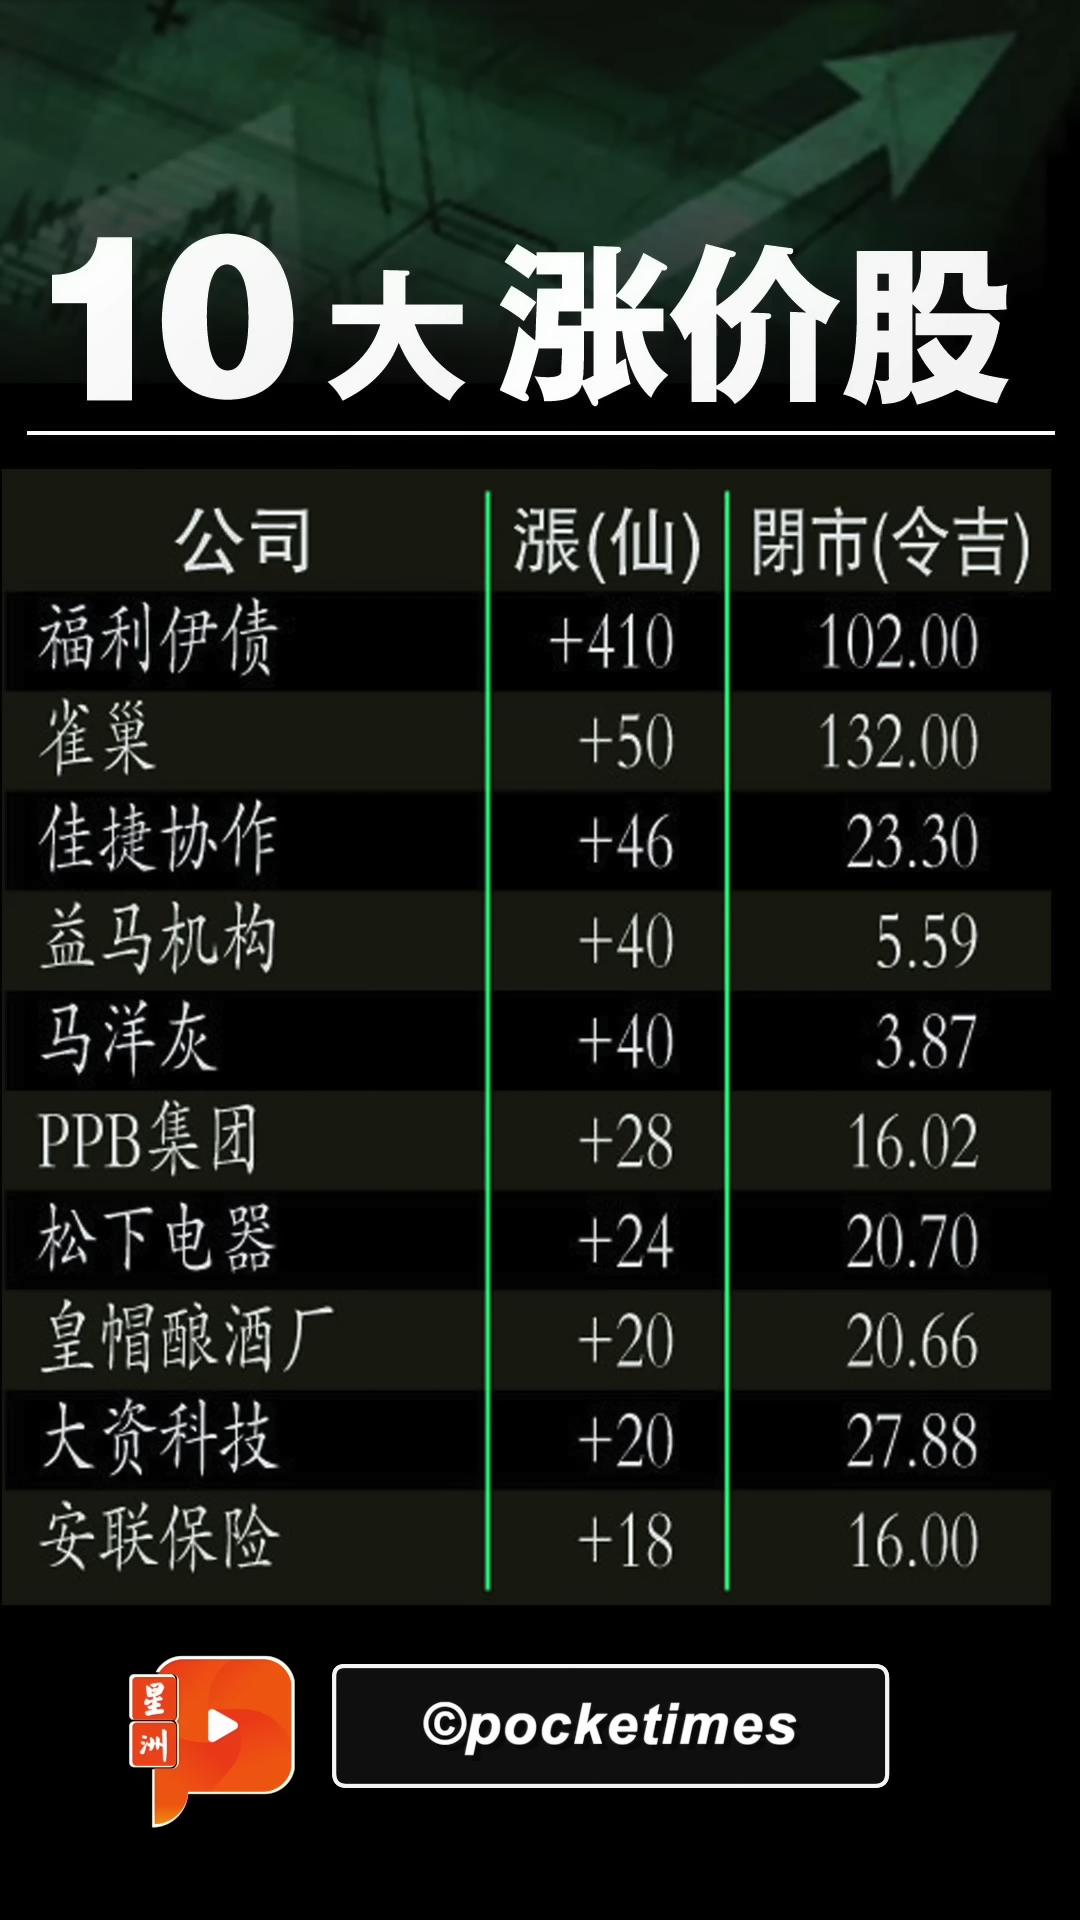 10大涨价股
公司 漲(仙) 閉市(令吉)
福利伊债 +410 102.00
雀巢 +50 132.00
佳捷协作 +46 23.30
益马机构 +40 5.59
马洋灰 +40 3.87
PPB集团 +28 16.02
松下电器 +24 20.70
皇帽酿酒厂 +20 20.66
大资科技 +20 27.88
安联保险 +18 16.00
星洲
©pocketimes